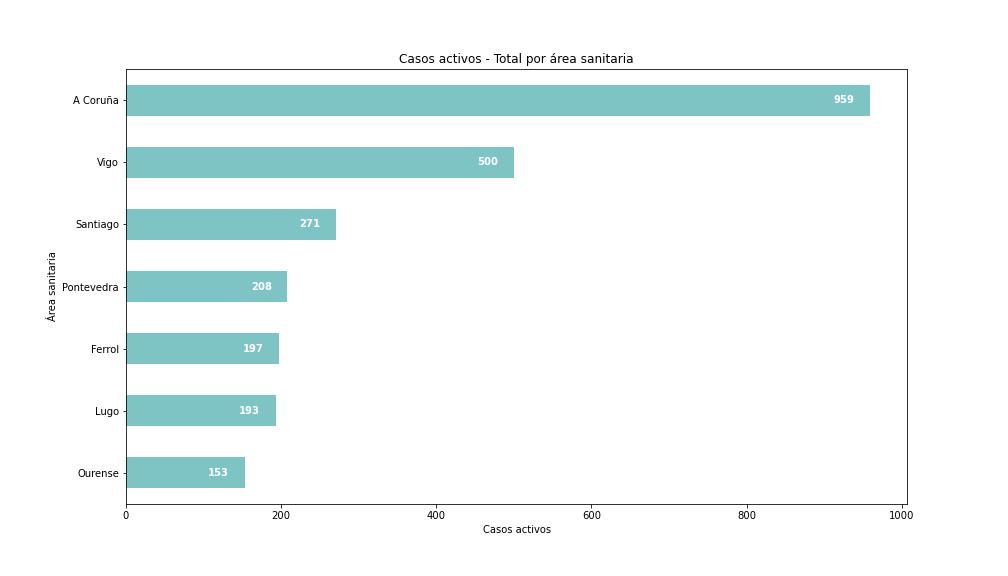 Casos activos - Total por área sanitaria
A Coruña 959
Vigo 500
Santiago 271
Pontevedra 208
Ferrol 197
Lugo 193
Ourense 153
Área sanitaria
0 200 400 600 800 1000
Casos activos